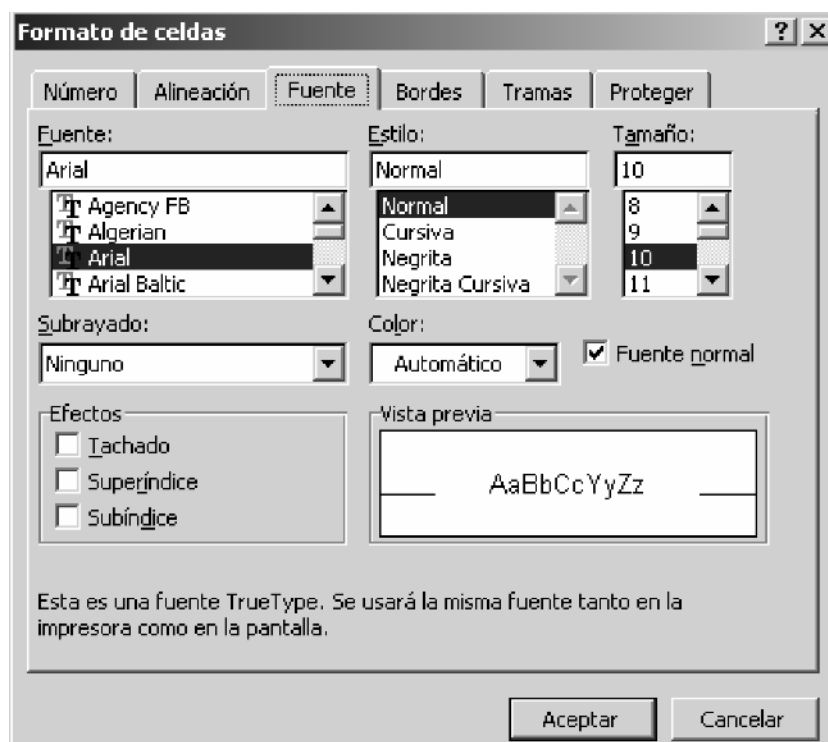 Formato de celdas
Número Alineación Fuente Bordes Tramas Proteger
Fuente: Estilo: Tamaño:
Arial Normal 10
Agency FB Normal 8
Algerian Cursiva 9
Arial Negrita 10
Arial Baltic Negrita Cursiva 11
Subrayado: Color:
Ninguno Automático Fuente normal
Efectos Vista previa
Tachado
Superíndice AaBbCcYyZz
Subíndice
Esta es una fuente TrueType. Se usará la misma fuente tanto en la
impresora como en la pantalla.
Aceptar Cancelar